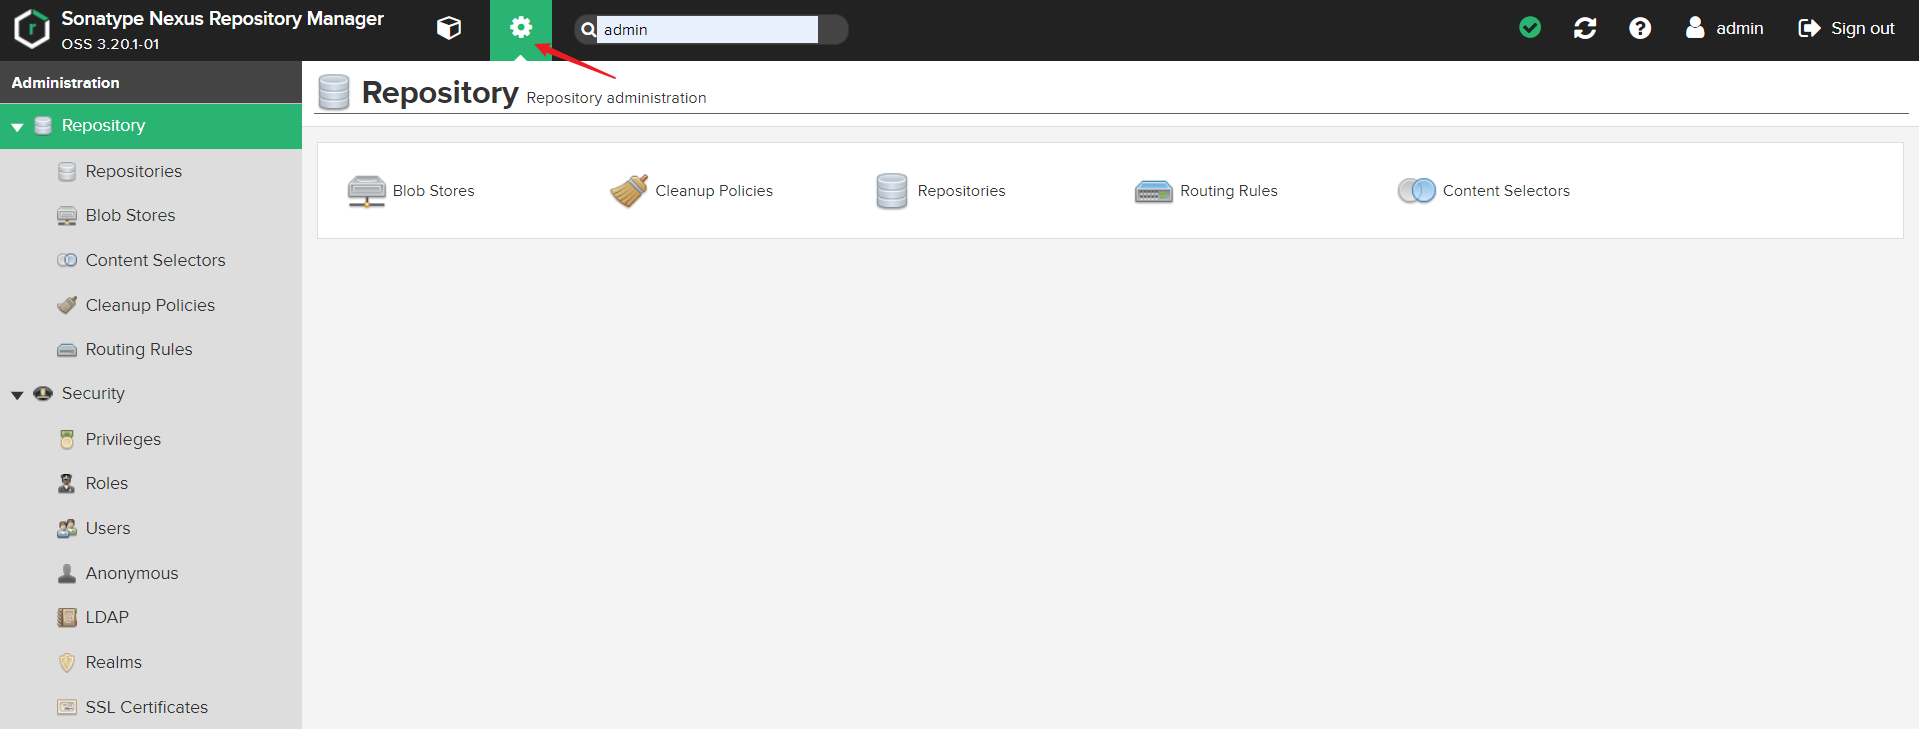 Sonatype Nexus Repository Manager
OSS 3.20.1-01
admin
admin
Sign out
Administration
Repository
Repositories
Blob Stores
Content Selectors
Cleanup Policies
Routing Rules
Security
Privileges
Roles
Users
Anonymous
LDAP
Realms
SSL Certificates
Repository Repository administration
Blob Stores
Cleanup Policies
Repositories
Routing Rules
Content Selectors